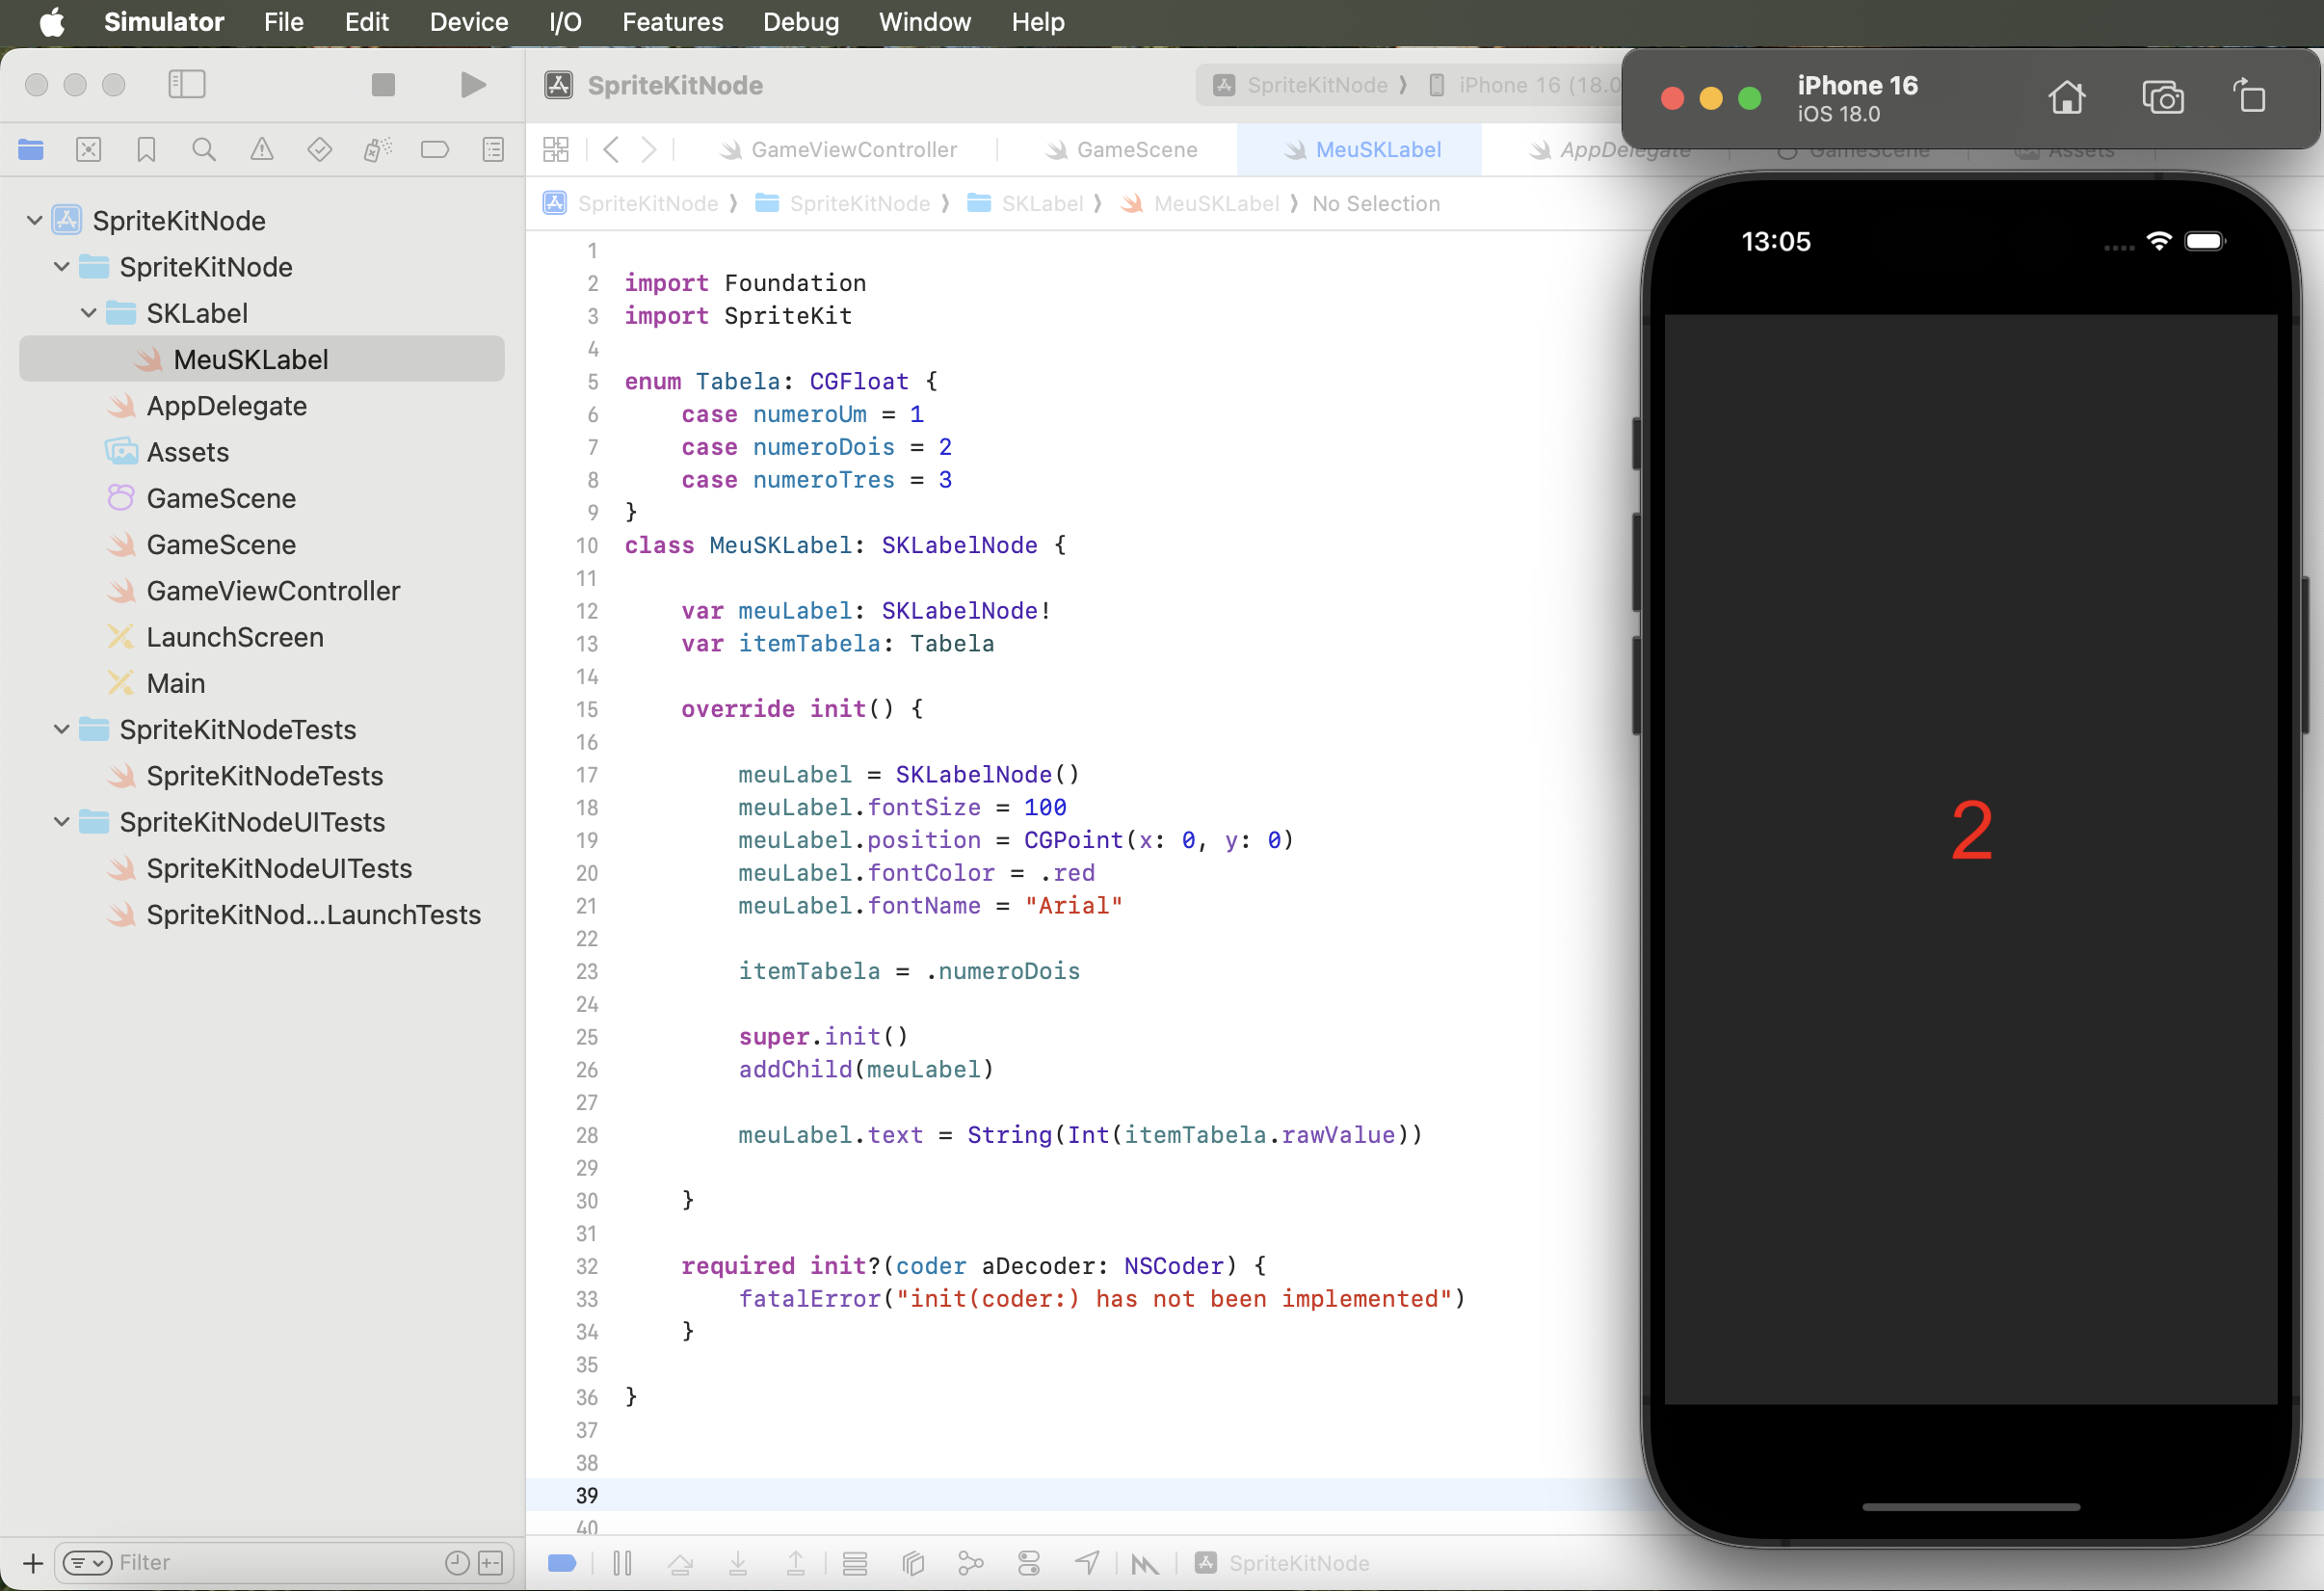 Simulator File Edit Device I/O Features Debug Window Help
SpriteKitNode
SpriteKitNode iPhone 16 (18.0
iPhone 16
iOS 18.0
GameViewController GameScene MeuSKLabel AppDelegate GameScene Assets
SpriteKitNode SpriteKitNode SKLabel MeuSKLabel No Selection
SpriteKitNode
SpriteKitNode
SKLabel
MeuSKLabel
AppDelegate
Assets
GameScene
GameScene
GameViewController
LaunchScreen
Main
SpriteKitNodeTests
SpriteKitNodeTests
SpriteKitNodeUITests
SpriteKitNodeUITests
SpriteKitNod...LaunchTests
Filter
1
2 import Foundation
3 import SpriteKit
4
5 enum Tabela: CGFloat {
6 case numeroUm = 1
7 case numeroDois = 2
8 case numeroTres = 3
9 }
10 class MeuSKLabel: SKLabelNode {
11
12 var meuLabel: SKLabelNode!
13 var itemTabela: Tabela
14
15 override init() {
16
17 meuLabel = SKLabelNode()
18 meuLabel.fontSize = 100
19 meuLabel.position = CGPoint(x: 0, y: 0)
20 meuLabel.fontColor = .red
21 meuLabel.fontName = "Arial"
22
23 itemTabela = .numeroDois
24
25 super.init()
26 addChild(meuLabel)
27
28 meuLabel.text = String(Int(itemTabela.rawValue))
29
30 }
31
32 required init?(coder aDecoder: NSCoder) {
33 fatalError("init(coder:) has not been implemented")
34 }
35
36 }
37
38
39
40
SpriteKitNode
13:05
2